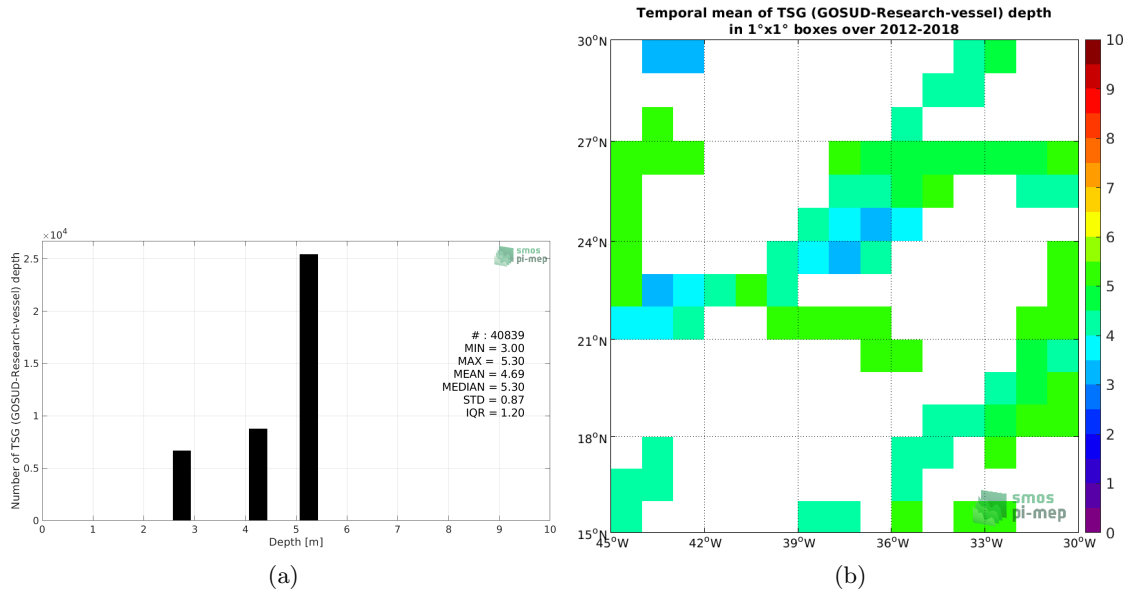 Temporal mean of TSG (GOSUD-Research-vessel) depth
in 1°x1° boxes over 2012-2018
Number of TSG (GOSUD-Research-vessel) depth
×10⁴
2.5
2
1.5
1
0.5
0
0 1 2 3 4 5 6 7 8 9 10
Depth [m]
smos
pi-mep
# : 40839
MIN = 3.00
MAX = 5.30
MEAN = 4.69
MEDIAN = 5.30
STD = 0.87
IQR = 1.20
(a)
30°N
27°N
24°N
21°N
18°N
15°N
45°W 42°W 39°W 36°W 33°W 30°W
smos
pi-mep
10
9
8
7
6
5
4
3
2
1
0
(b)